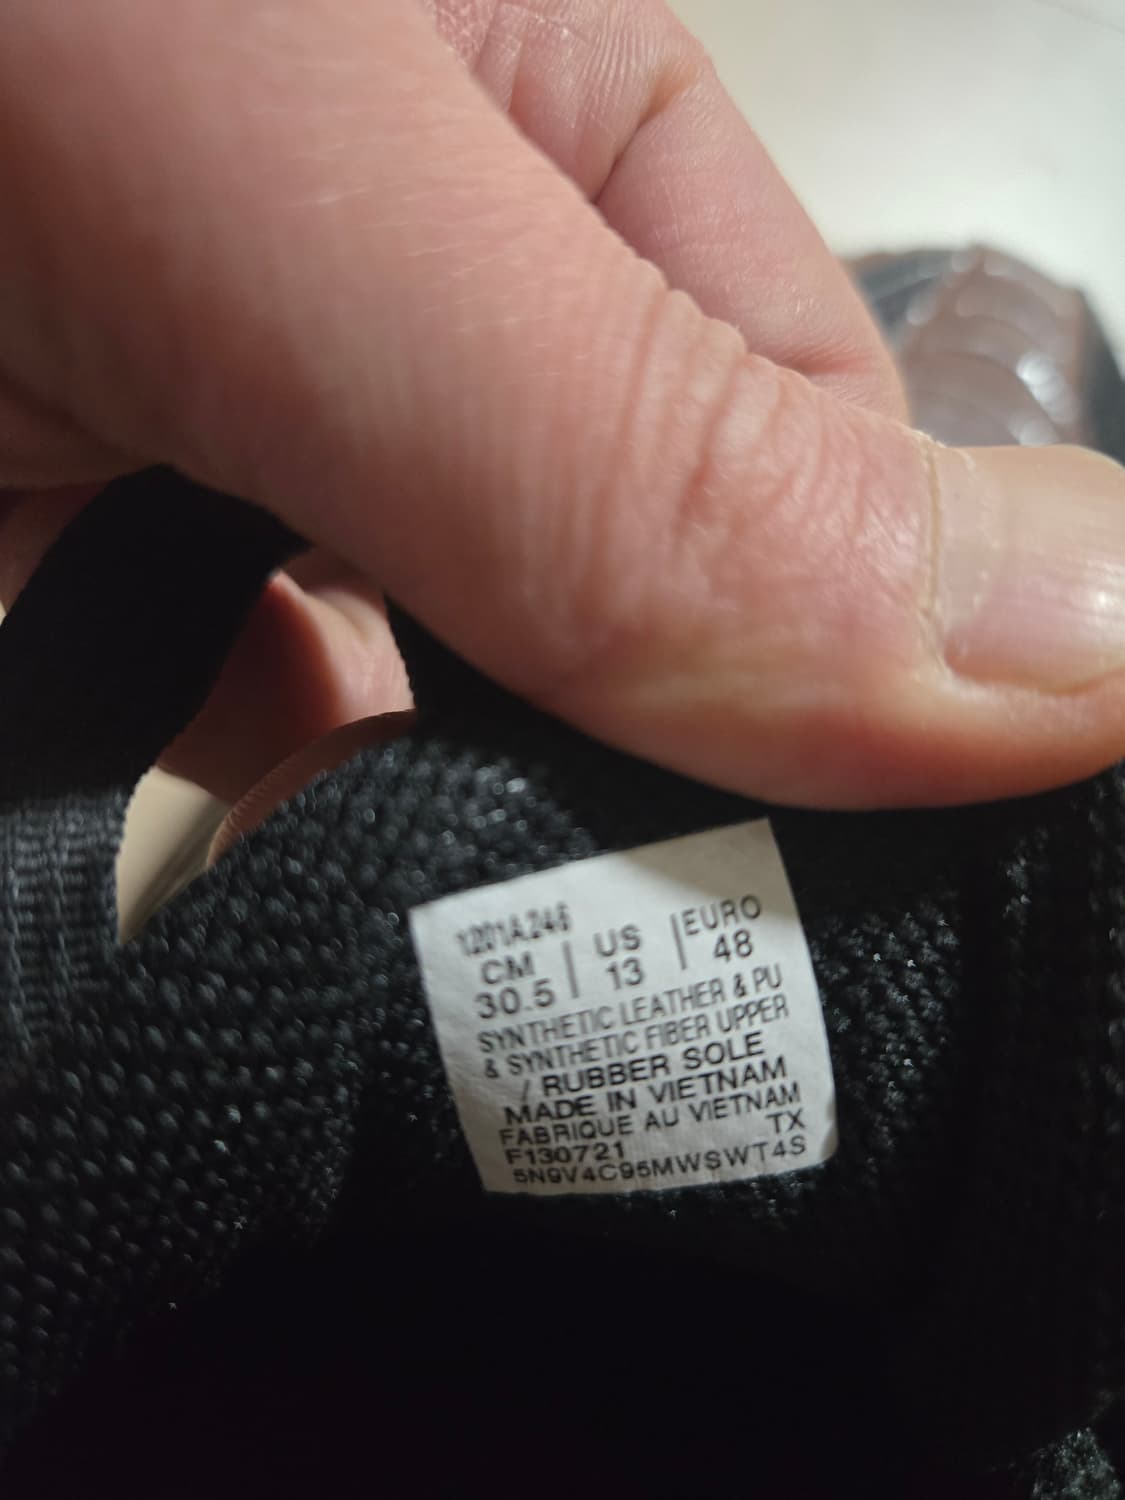 1201A246
CM | US | EURO
30.5 | 13 | 48
SYNTHETIC LEATHER & PU
& SYNTHETIC FIBER UPPER
/ RUBBER SOLE
MADE IN VIETNAM
FABRIQUE AU VIETNAM
F130721 TX
5N9V4C95MWSWT4S